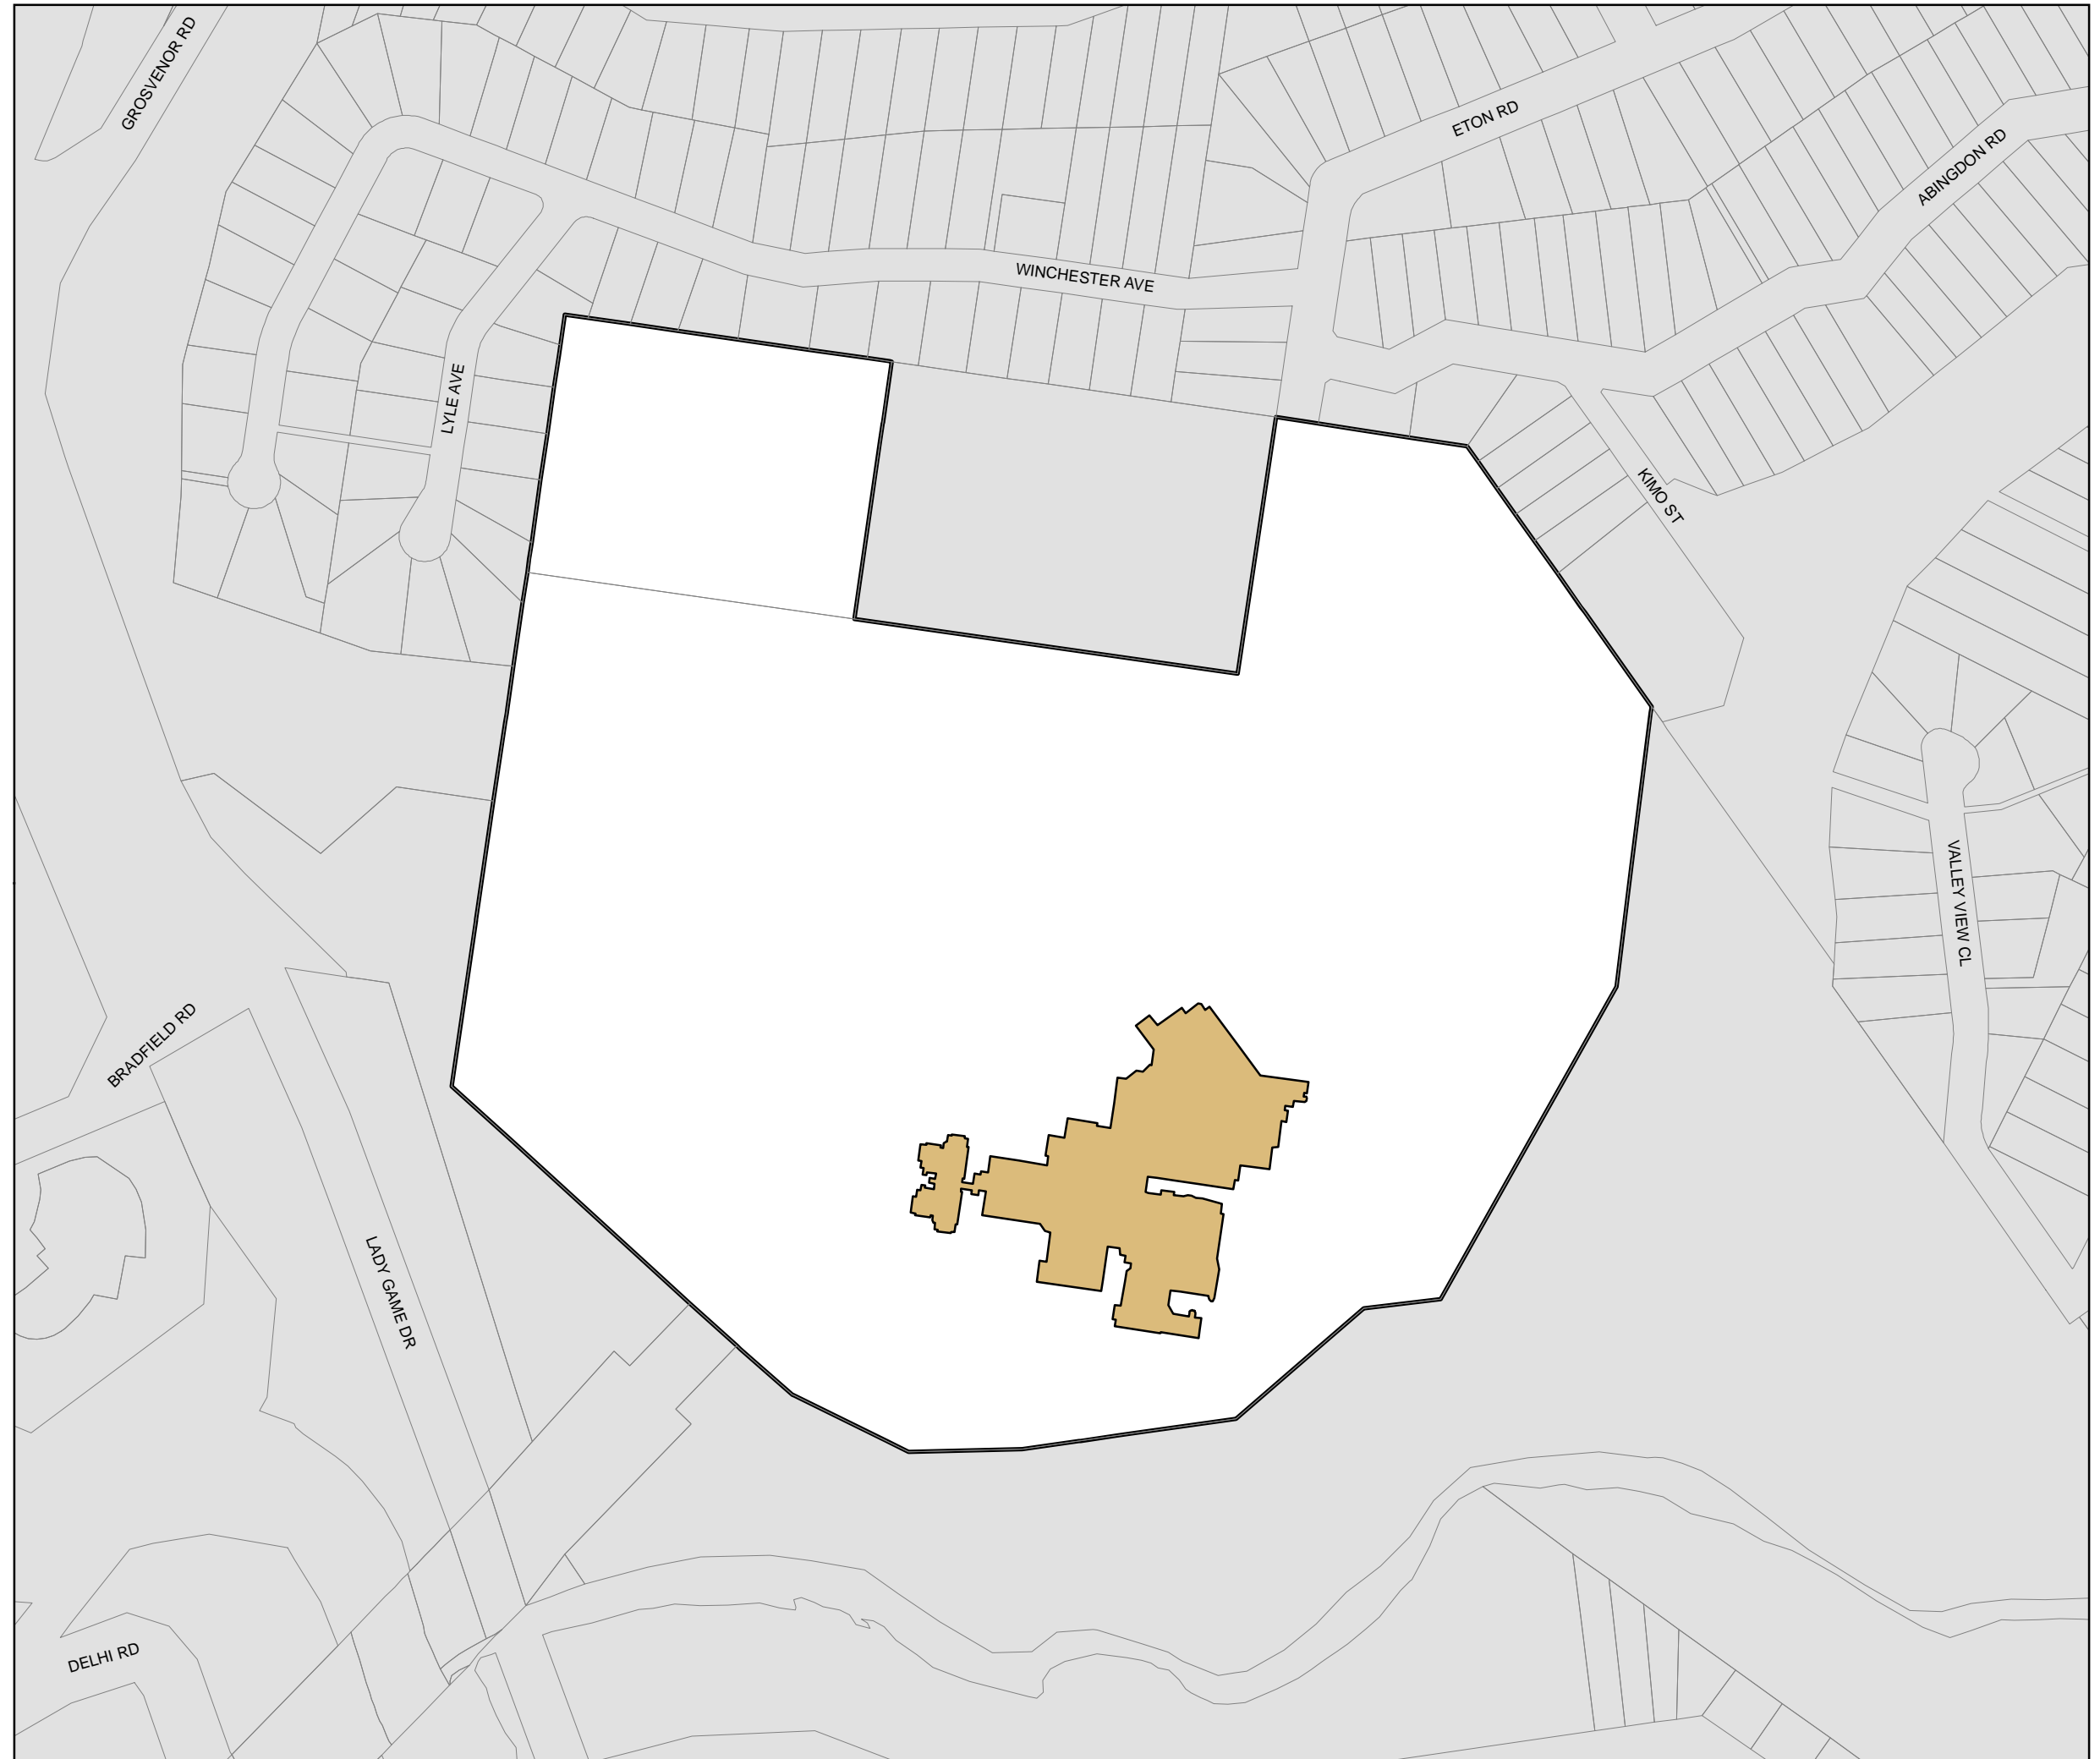 GROSVENOR RD
ETON RD
ABINGDON RD
WINCHESTER AVE
LYLE AVE
KIMO ST
VALLEY VIEW CL
BRADFIELD RD
LADY GAME DR
DELHI RD